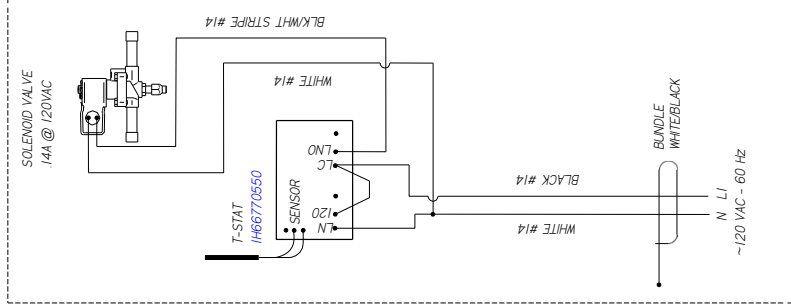 BLK/WHT STRIPE #14
WHITE #14
SOLENOID VALVE
.14A @ 120VAC
LNO
LC
SENSOR
120
LN
T-STAT
1H66770550
BLACK #14
WHITE #14
BUNDLE
WHITE/BLACK
L1
N
~120 VAC - 60 Hz